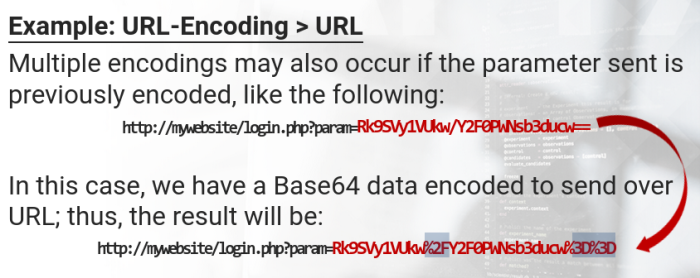 Example: URL-Encoding > URL
Multiple encodings may also occur if the parameter sent is
previously encoded, like the following:
http://mywebsite/login.php?param=Rk9SVy1VUkw/Y2F0PWNsb3ducw==
In this case, we have a Base64 data encoded to send over
URL; thus, the result will be:
http://mywebsite/login.php?param=Rk9SVy1VUkw%2FY2F0PWNsb3ducw%3D%3D